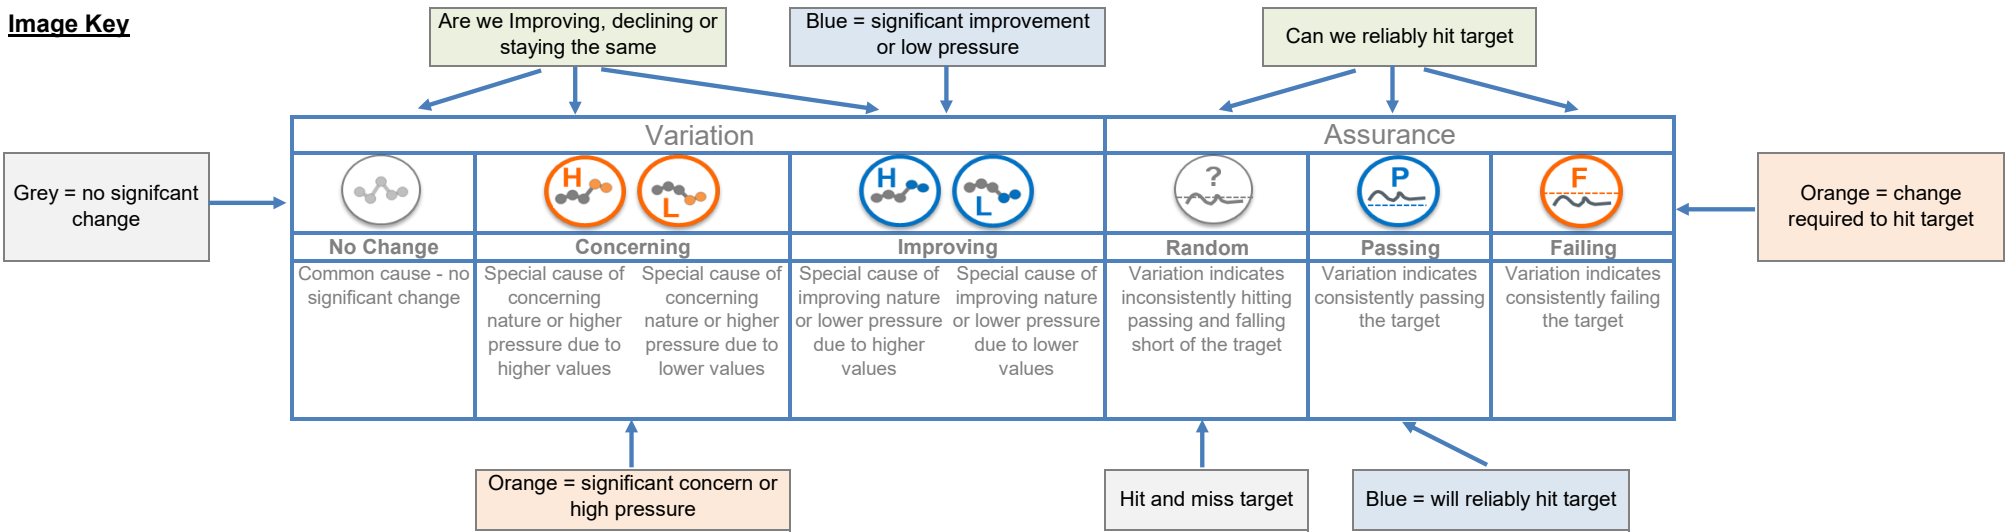 Image Key
Are we Improving, declining or
staying the same
Blue = significant improvement
or low pressure
Can we reliably hit target
Grey = no signifcant
change
Variation
Assurance
H
L
H
L
?
P
F
Orange = change
required to hit target
No Change
Concerning
Improving
Random
Passing
Failing
Common cause - no
significant change
Special cause of
concerning
nature or higher
pressure due to
higher values
Special cause of
concerning
nature or higher
pressure due to
lower values
Special cause of
improving nature
or lower pressure
due to higher
values
Special cause of
improving nature
or lower pressure
due to lower
values
Variation indicates
inconsistently hitting
passing and falling
short of the traget
Variation indicates
consistently passing
the target
Variation indicates
consistently failing
the target
Orange = significant concern or
high pressure
Hit and miss target
Blue = will reliably hit target